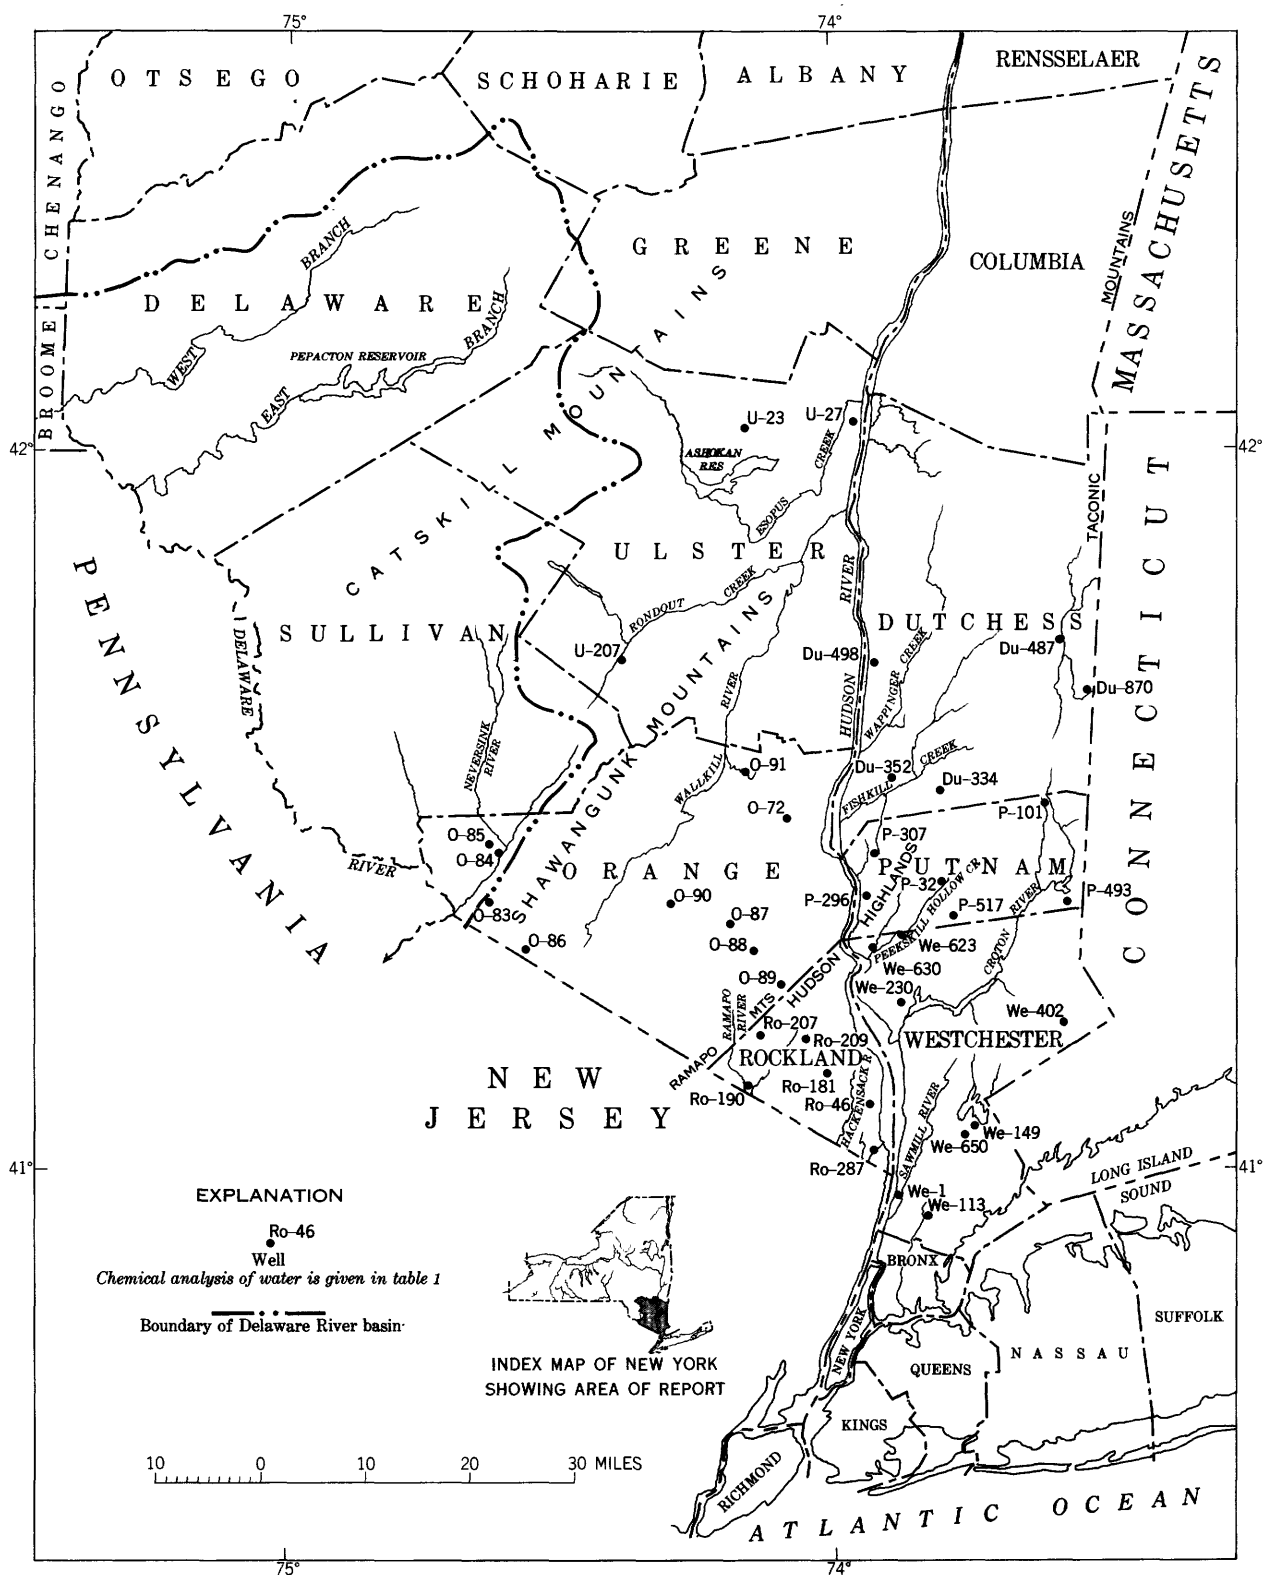 75°
74°
OTSEGO
SCHOHARIE
ALBANY
RENSSELAER
CHENANGO
MASSACHUSETTS
BRANCH
GREENE
COLUMBIA
MOUNTAINS
DELAWARE
BROOME
WEST
PEPACTON RESERVOIR
BRANCH
EAST
CATSKILL MOUNTAINS
U-23
U-27
42°
42°
ASHOKAN
RES
CREEK
ESOPUS
TACONIC
CONNECTICUT
PENNSYLVANIA
ULSTER
RIVER
RONDOUT CREEK
DUTCHESS
SULLIVAN
DELAWARE
U-207
Du-498
Du-487
Du-870
SHAWANGUNK MOUNTAINS
RIVER
HUDSON
WAPPINGER CREEK
NEVERSINK
RIVER
WALLKILL
O-91
Du-352
CREEK
Du-334
FISHKILL
O-72
P-101
O-85
O-84
P-307
RIVER
ORANGE
PUTNAM
P-32
O-90
P-296
HIGHLANDS
PEEKSKILL HOLLOW CR
P-517
RIVER
P-493
O-83
O-87
O-86
O-88
We-623
CROTON
We-630
O-89
HUDSON
We-230
RAMAPO
RIVER
MTS
We-402
Ro-207
Ro-209
WESTCHESTER
RAMAPO
ROCKLAND
NEW
JERSEY
Ro-181
Ro-190
Ro-46
HACKENSACK R
SAWMILL RIVER
We-149
We-650
Ro-287
41°
41°
LONG ISLAND
SOUND
We-1
We-113
EXPLANATION
Ro-46
Well
Chemical analysis of water is given in table 1
Boundary of Delaware River basin
BRONX
NEW YORK
SUFFOLK
NASSAU
QUEENS
INDEX MAP OF NEW YORK
SHOWING AREA OF REPORT
KINGS
10 0 10 20 30 MILES
RICHMOND
ATLANTIC OCEAN
75°
74°